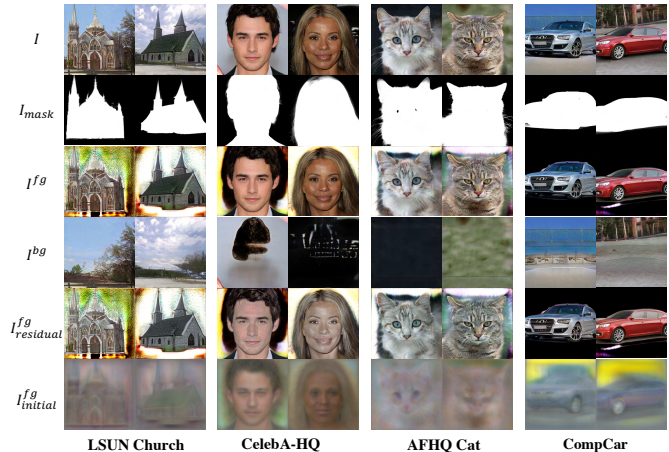 I
I_mask
I^fg
I^bg
I^fg_residual
I^fg_initial
LSUN Church CelebA-HQ AFHQ Cat CompCar